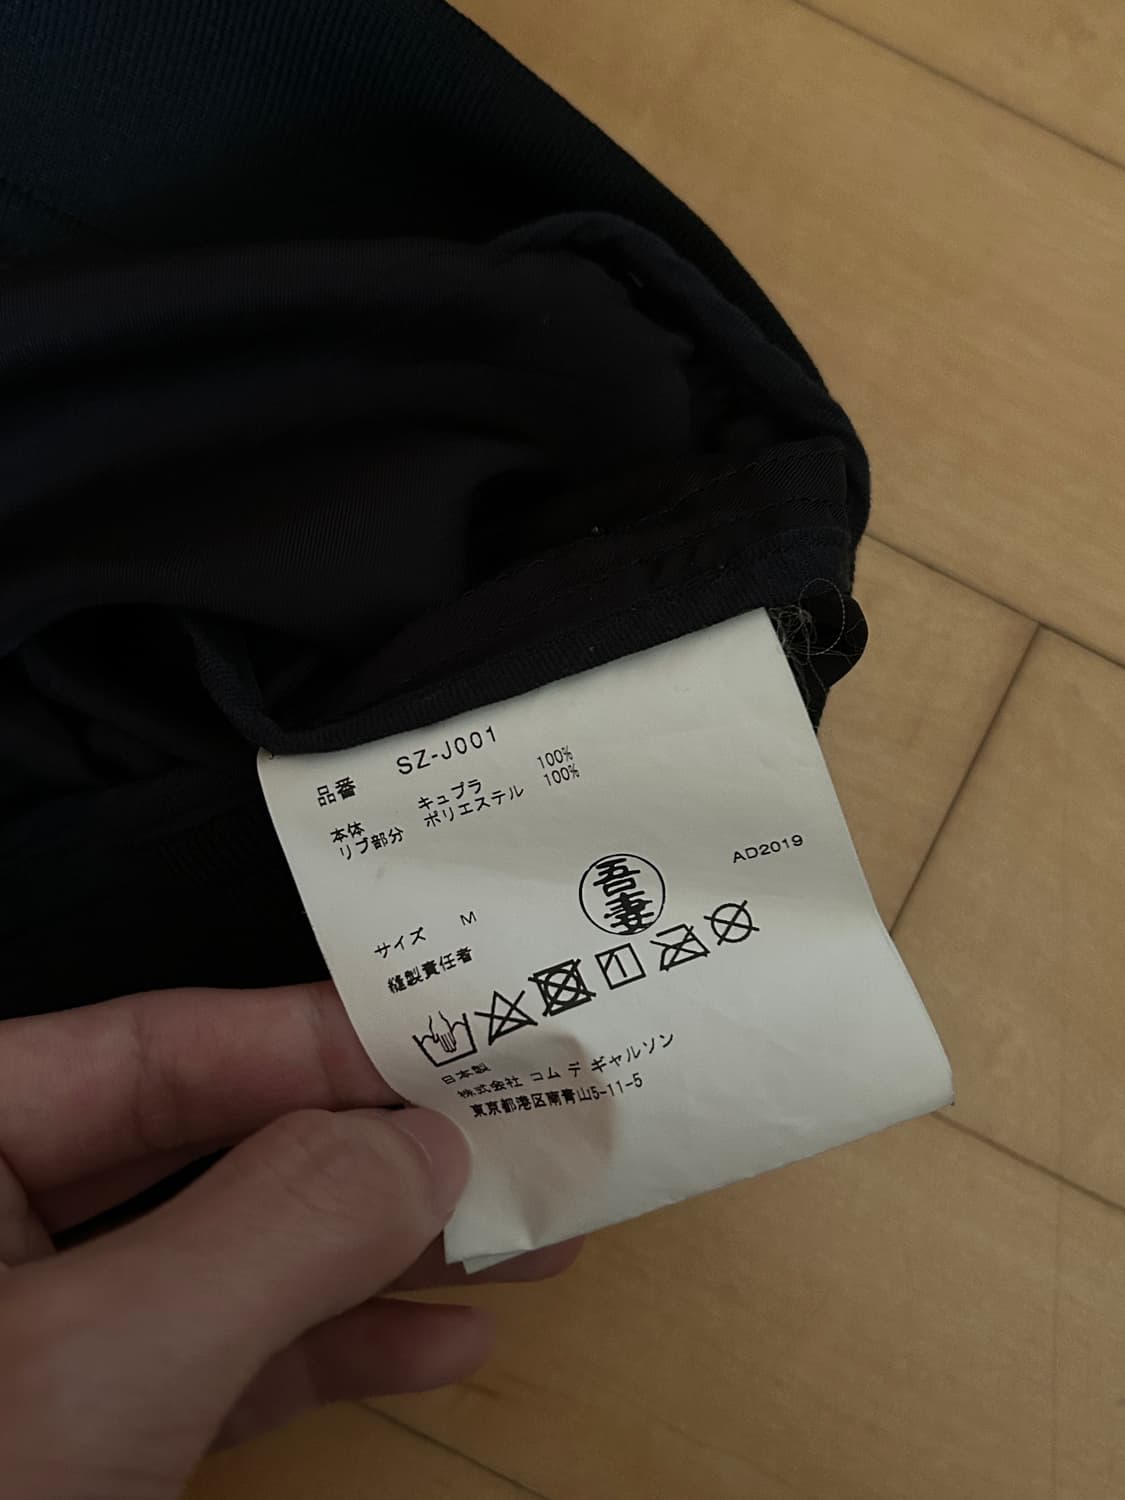 品番 SZ-J001
本体 キュプラ 100%
リブ部分 ポリエステル 100%
AD2019
サイズ M
縫製責任者 吾妻
日本製
株式会社 コム デ ギャルソン
東京都港区南青山5-11-5